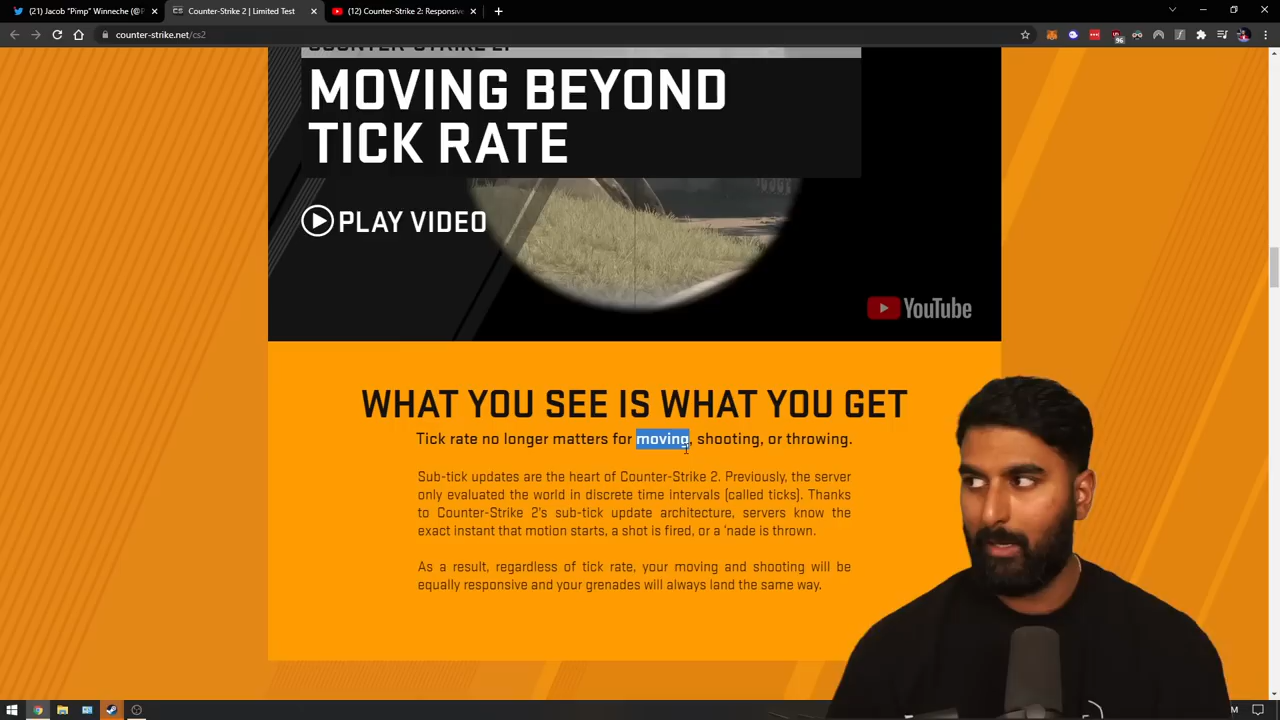 (21) Jacob "Pimp" Winneche (@P
Counter-Strike 2 | Limited Test
(12) Counter-Strike 2: Responsiv
counter-strike.net/cs2
MOVING BEYOND
TICK RATE
PLAY VIDEO
YouTube
WHAT YOU SEE IS WHAT YOU GET
Tick rate no longer matters for moving, shooting, or throwing.
Sub-tick updates are the heart of Counter-Strike 2. Previously, the server
only evaluated the world in discrete time intervals (called ticks). Thanks
to Counter-Strike 2's sub-tick update architecture, servers know the
exact instant that motion starts, a shot is fired, or a 'nade is thrown.
As a result, regardless of tick rate, your moving and shooting will be
equally responsive and your grenades will always land the same way.